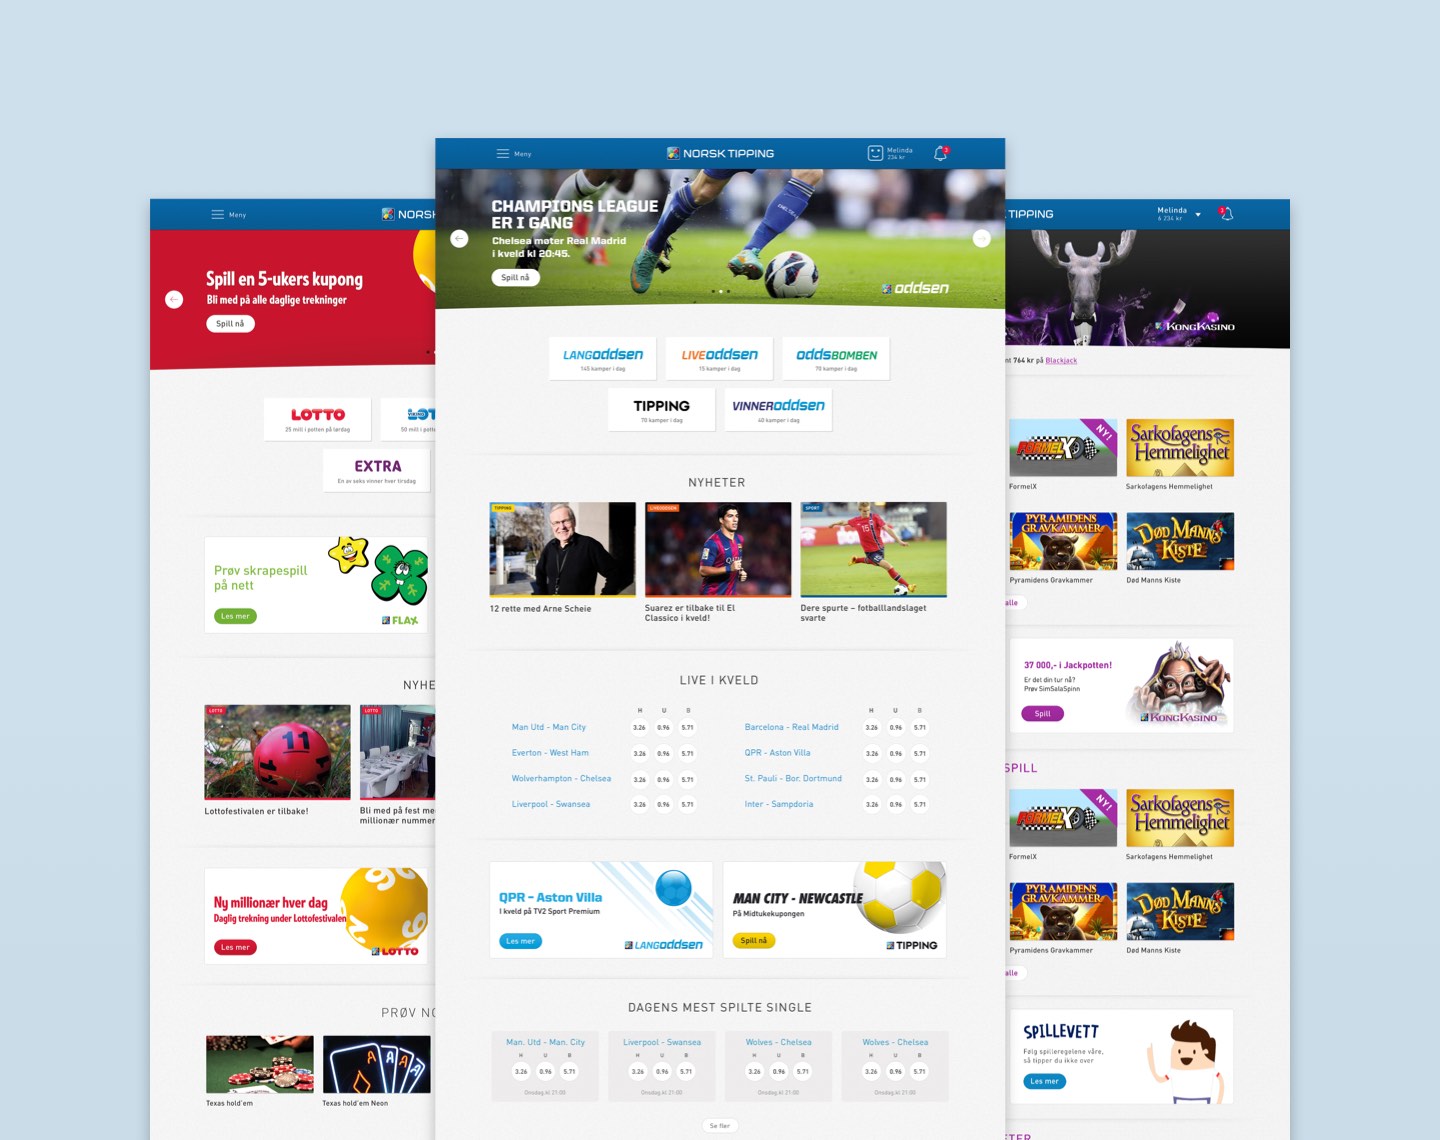 Meny
NORSK
Spill en 5-ukers kupong
Bli med på alle daglige trekninger
Spill nå
LOTTO
25 mill i potten på lørdag
VIKING
50 mill i
EXTRA
En av seks vinner hver tirsdag
Prøv skrapespill
på nett
Les mer
FLAX
LOTTO
11
Lottofestivalen er tilbake!
LOTTO
Bli med på fest
millionær nummer
Ny millionær hver dag
Daglig trekning under Lottofestivalen
Les mer
LOTTO
PRØV
Texas hold'em
Texas hold'em Neon
Meny
NORSK TIPPING
Melinda
234 kr
3
CHAMPIONS LEAGUE
ER I GANG
Chelsea møter Real Madrid
i kveld kl 20:45.
Spill nå
oddsen
LANGoddsen
145 kamper i dag
LIVEoddsen
15 kamper i dag
oddsBOMBEN
70 kamper i dag
TIPPING
70 kamper i dag
VINNERoddsen
40 kamper i dag
NYHETER
TIPPING
12 rette med Arne Scheie
LIVEODDSEN
Suarez er tilbake til El
Classico i kveld!
SPORT
15
Dere spurte – fotballandslaget
svarte
LIVE I KVELD
H U B
Man Utd - Man City 3.26 0.96 5.71
Everton - West Ham 3.26 0.96 5.71
Wolverhampton - Chelsea 3.26 0.96 5.71
Liverpool - Swansea 3.26 0.96 5.71
H U B
Barcelona - Real Madrid 3.26 0.96 5.71
QPR - Aston Villa 3.26 0.96 5.71
St. Pauli - Bor. Dortmund 3.26 0.96 5.71
Inter - Sampdoria 3.26 0.96 5.71
QPR – Aston Villa
I kveld på TV2 Sport Premium
Les mer
LANGoddsen
MAN CITY - NEWCASTLE
På Midtukekupongen
Spill nå
TIPPING
DAGENS MEST SPILTE SINGLE
Man. Utd - Man. City
H U B
3.26 0.96 5.71
Onsdag kl 21:00
Liverpool - Swansea
H U B
3.26 0.96 5.71
Onsdag kl 21:00
Wolves - Chelsea
H U B
3.26 0.96 5.71
Onsdag kl 21:00
Wolves - Chelsea
H U B
3.26 0.96 5.71
Onsdag kl 21:00
Se fler
TIPPING
Melinda
6 234 kr
3
KONGKASINO
764 kr på Blackjack
FORMELX
NY!
FormelX
Sarkofagens
Hemmelighet
Sarkofagens Hemmelighet
PYRAMIDENS
GRAVKAMMER
Pyramidens Gravkammer
DØD MANNS
KISTE
Død Manns Kiste
alle
37 000,- i Jackpotten!
Er det din tur nå?
Prøv SimSalaSpinn
Spill
KONGKASINO
SPILL
FORMELX
NY!
FormelX
Sarkofagens
Hemmelighet
Sarkofagens Hemmelighet
PYRAMIDENS
GRAVKAMMER
Pyramidens Gravkammer
DØD MANNS
KISTE
Død Manns Kiste
alle
SPILLEVETT
Følg spillereglene våre,
så tipper du ikke over
Les mer